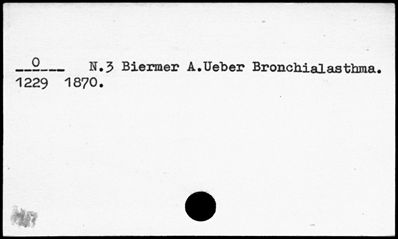 O N.3 Biermer A.Ueber Bronchialasthma.
1229 1870.